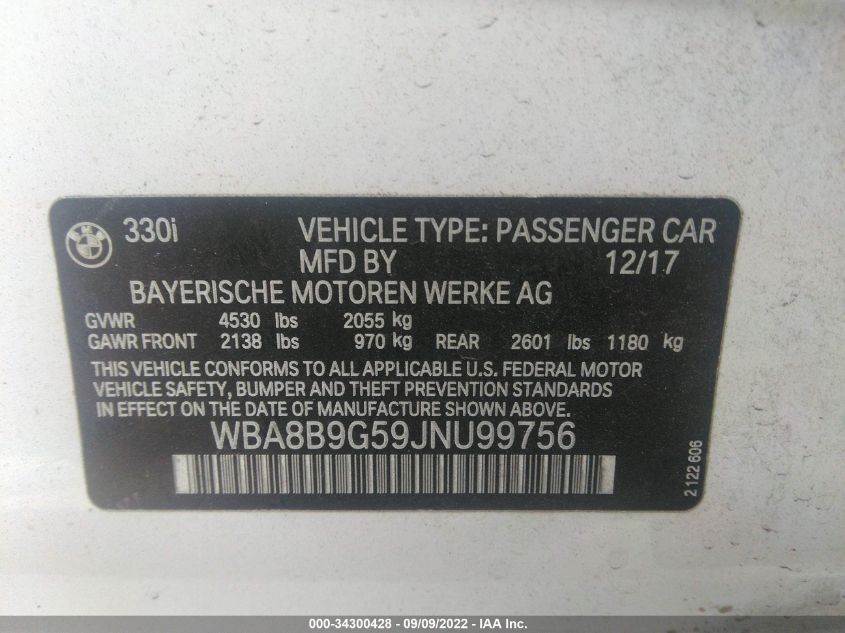 330i VEHICLE TYPE: PASSENGER CAR
MFD BY 12/17
BAYERISCHE MOTOREN WERKE AG
GVWR 4530 lbs 2055 kg
GAWR FRONT 2138 lbs 970 kg REAR 2601 lbs 1180 kg
THIS VEHICLE CONFORMS TO ALL APPLICABLE U.S. FEDERAL MOTOR
VEHICLE SAFETY, BUMPER AND THEFT PREVENTION STANDARDS
IN EFFECT ON THE DATE OF MANUFACTURE SHOWN ABOVE.
WBA8B9G59JNU99756
2 122 606
000-34300428 - 09/09/2022 - IAA Inc.